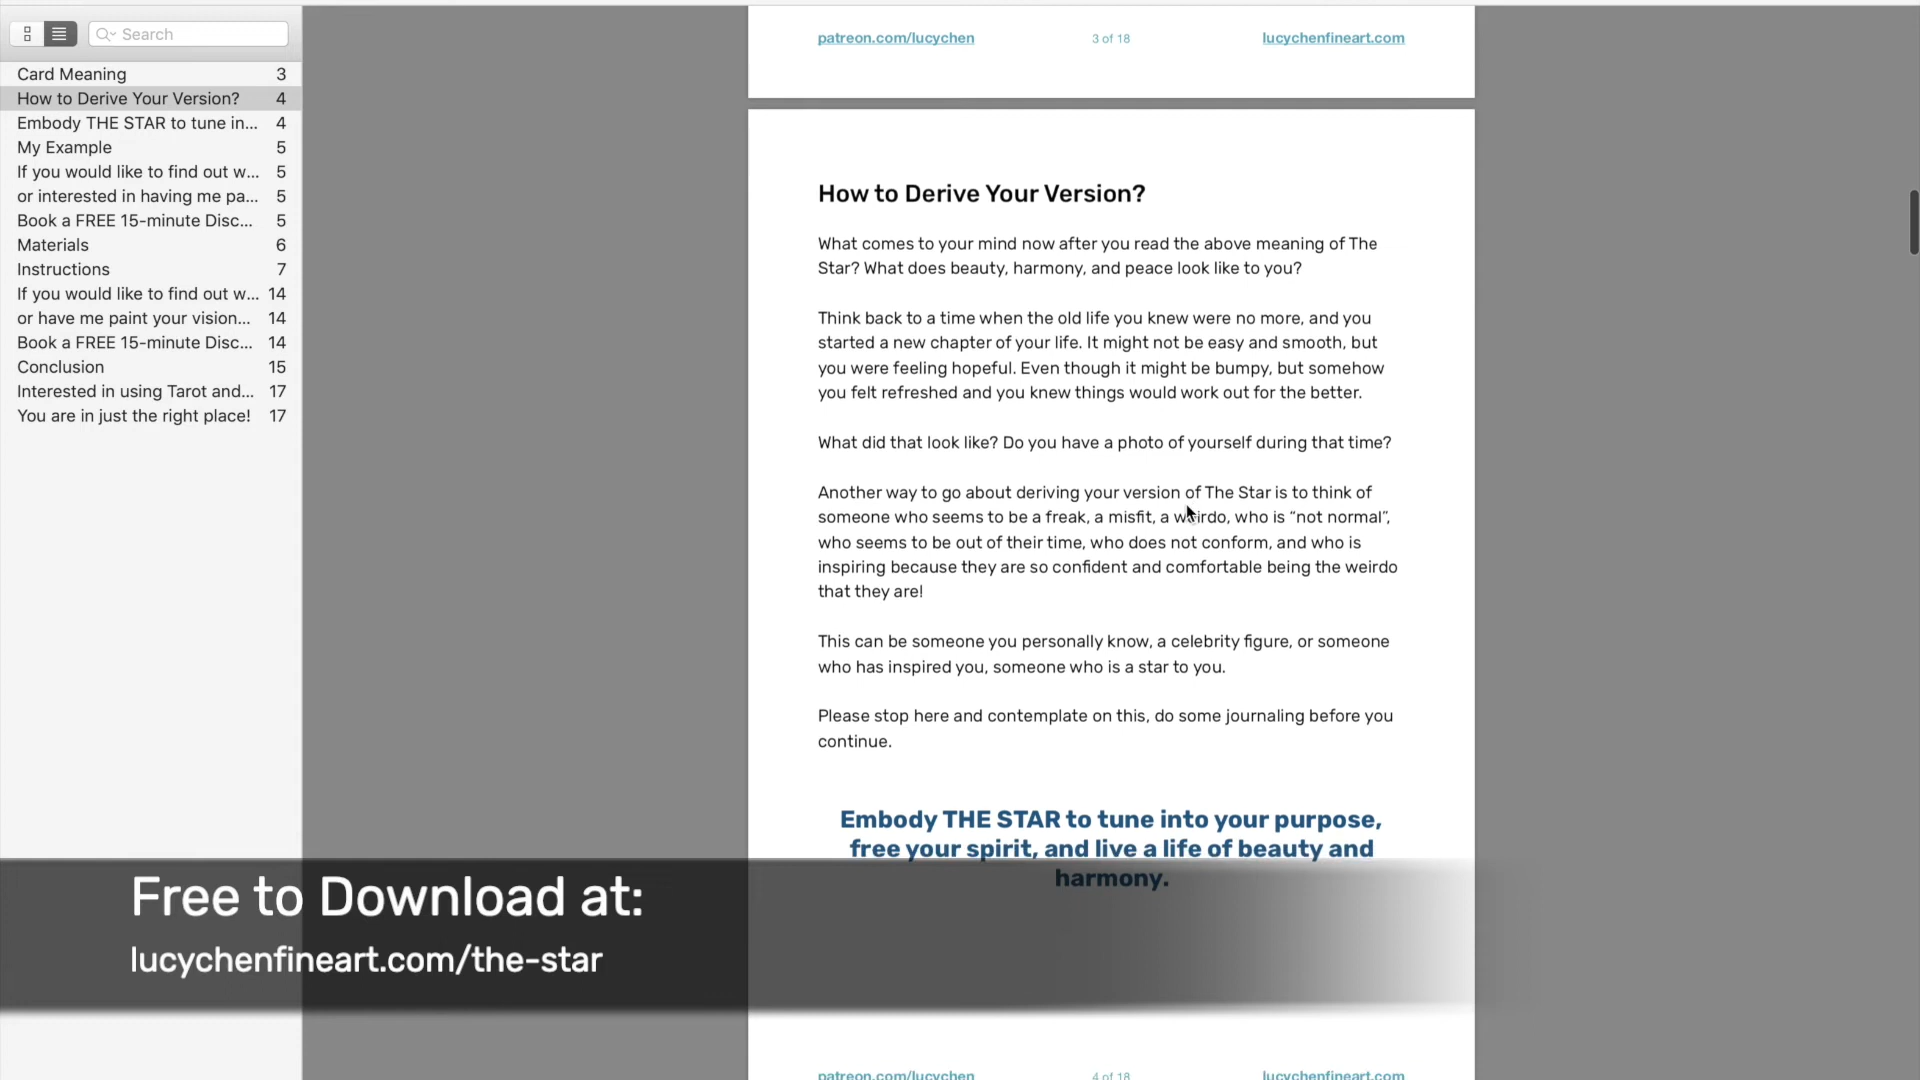 Search
Card Meaning 3
How to Derive Your Version? 4
Embody THE STAR to tune in... 4
My Example 5
If you would like to find out w... 5
or interested in having me pa... 5
Book a FREE 15-minute Disc... 5
Materials 6
Instructions 7
If you would like to find out w... 14
or have me paint your vision... 14
Book a FREE 15-minute Disc... 14
Conclusion 15
Interested in using Tarot and... 17
You are in just the right place! 17
patreon.com/lucychen 3 of 18 lucychenfineart.com
How to Derive Your Version?
What comes to your mind now after you read the above meaning of The
Star? What does beauty, harmony, and peace look like to you?
Think back to a time when the old life you knew were no more, and you
started a new chapter of your life. It might not be easy and smooth, but
you were feeling hopeful. Even though it might be bumpy, but somehow
you felt refreshed and you knew things would work out for the better.
What did that look like? Do you have a photo of yourself during that time?
Another way to go about deriving your version of The Star is to think of
someone who seems to be a freak, a misfit, a weirdo, who is “not normal”,
who seems to be out of their time, who does not conform, and who is
inspiring because they are so confident and comfortable being the weirdo
that they are!
This can be someone you personally know, a celebrity figure, or someone
who has inspired you, someone who is a star to you.
Please stop here and contemplate on this, do some journaling before you
continue.
Embody THE STAR to tune into your purpose,
free your spirit, and live a life of beauty and
harmony.
Free to Download at:
lucychenfineart.com/the-star
patreon.com/lucychen 4 of 18 lucychenfineart.com